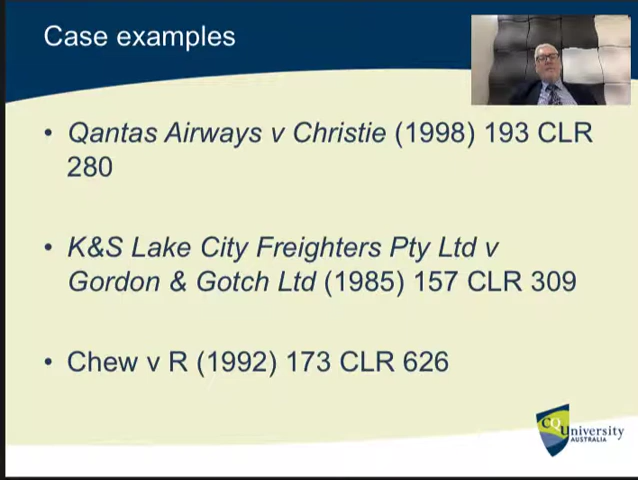 Case examples
• Qantas Airways v Christie (1998) 193 CLR
280
• K&S Lake City Freighters Pty Ltd v
Gordon & Gotch Ltd (1985) 157 CLR 309
• Chew v R (1992) 173 CLR 626
CQUniversity
AUSTRALIA